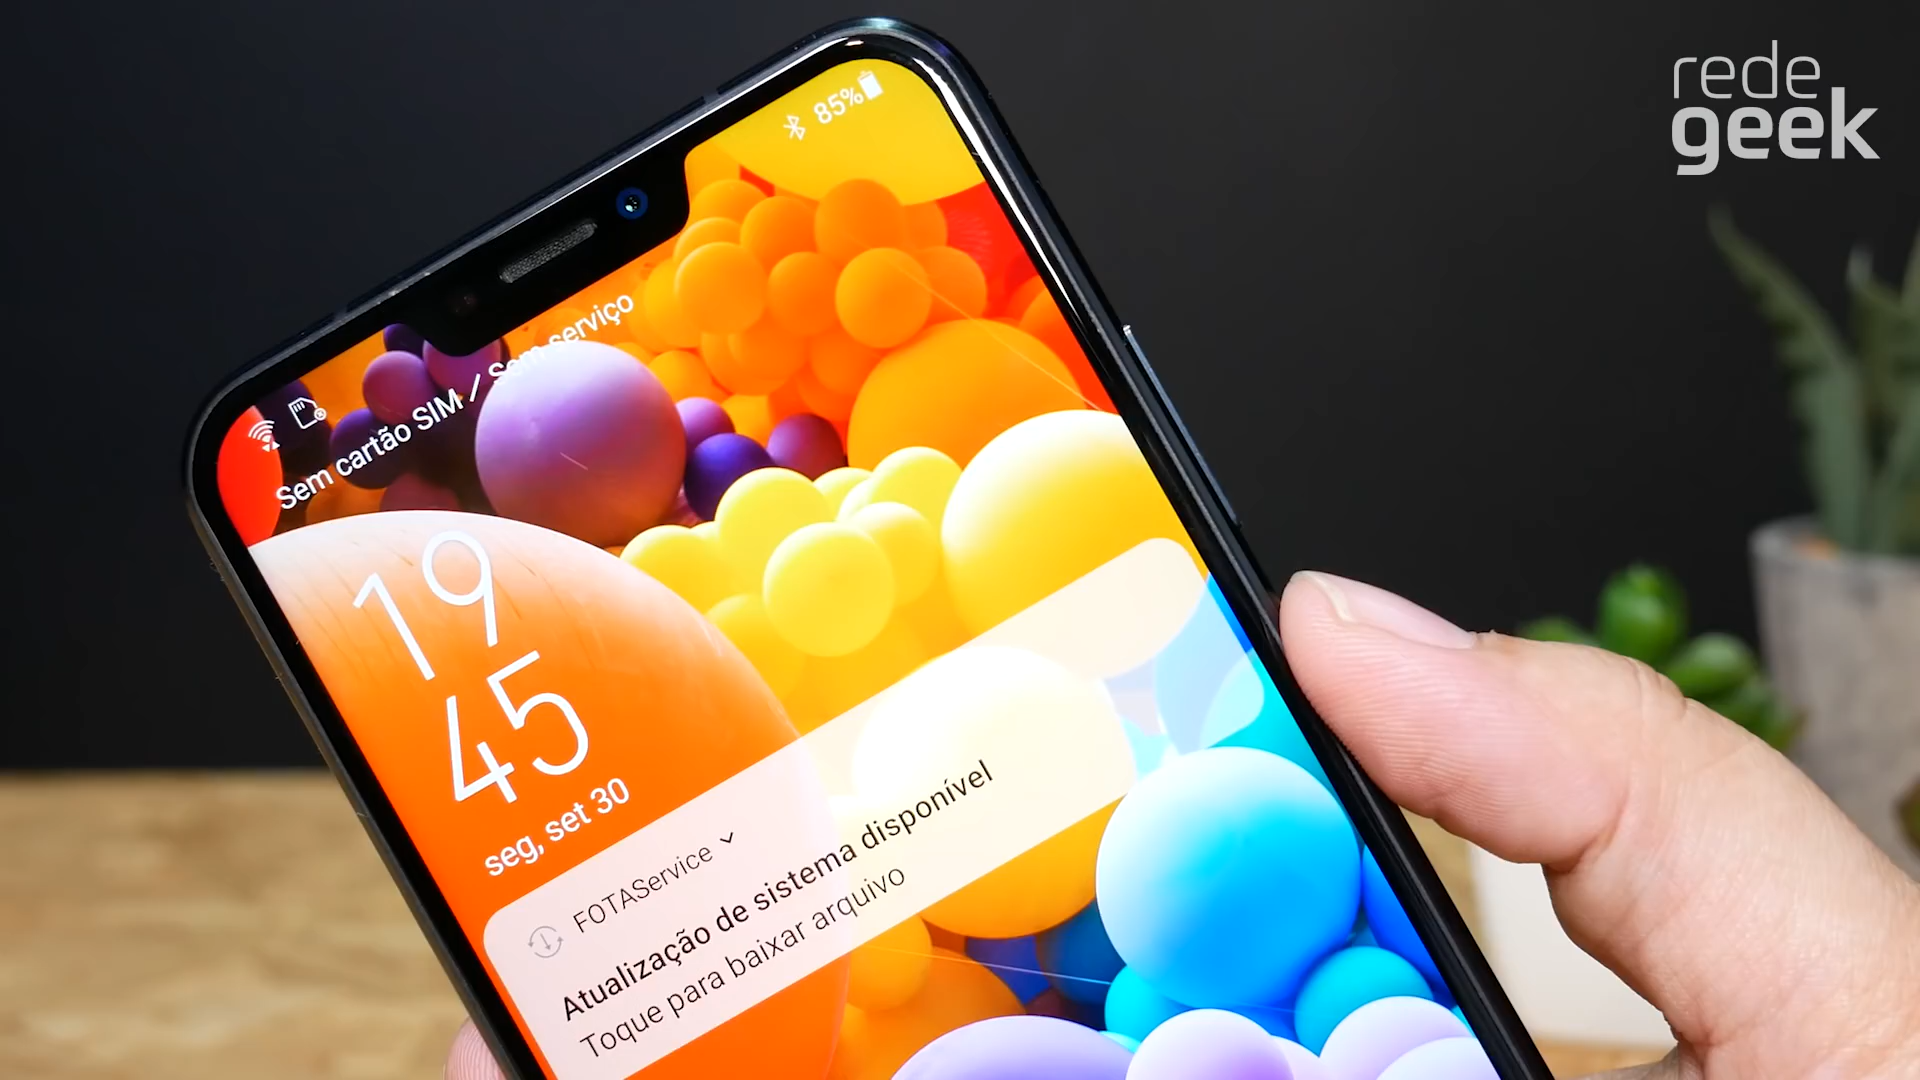 rede
geek
85%
Sem cartão SIM / Sem serviço
19
45
seg, set 30
FOTAService
Atualização de sistema disponível
Toque para baixar arquivo